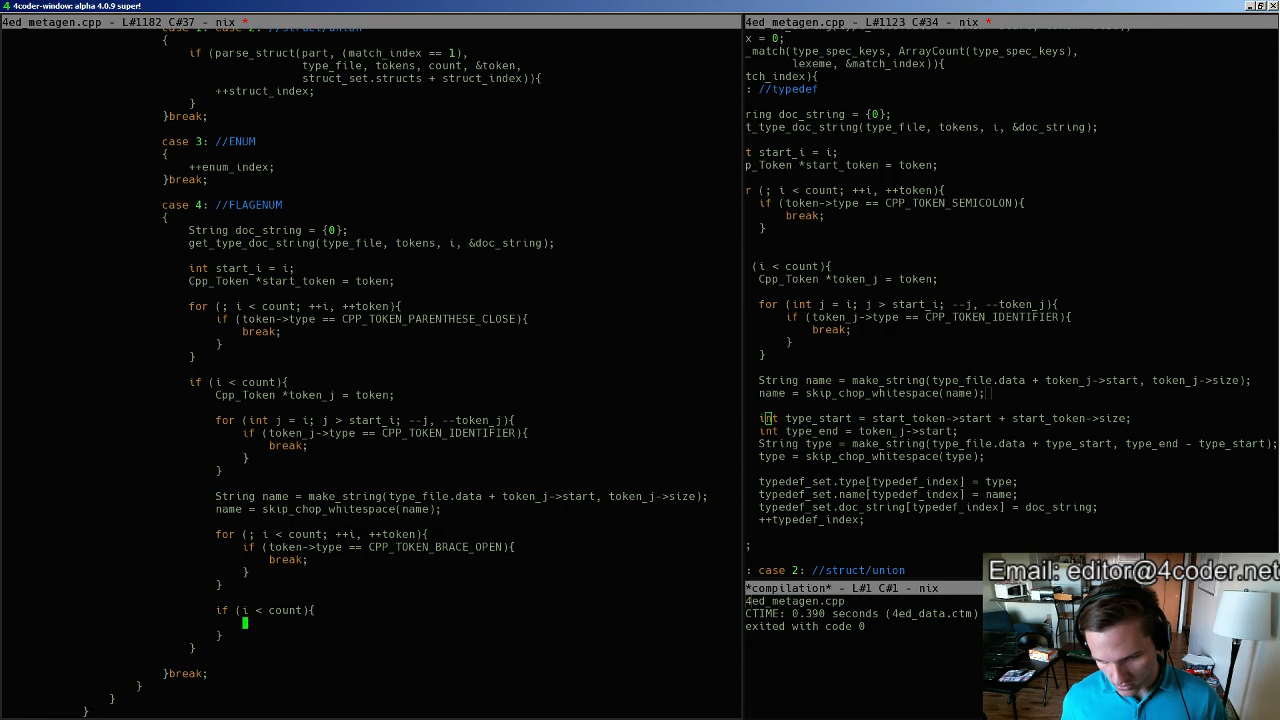 4coder-window: alpha 4.0.9 super!
4ed_metagen.cpp - L#1182 C#37 - nix *
{
if (parse_struct(part, (match_index == 1),
type_file, tokens, count, &token,
struct_set.structs + struct_index)){
++struct_index;
}
}break;
case 3: //ENUM
{
++enum_index;
}break;
case 4: //FLAGENUM
{
String doc_string = {0};
get_type_doc_string(type_file, tokens, i, &doc_string);
int start_i = i;
Cpp_Token *start_token = token;
for (; i < count; ++i, ++token){
if (token->type == CPP_TOKEN_PARENTHESE_CLOSE){
break;
}
}
if (i < count){
Cpp_Token *token_j = token;
for (int j = i; j > start_i; --j, --token_j){
if (token_j->type == CPP_TOKEN_IDENTIFIER){
break;
}
}
String name = make_string(type_file.data + token_j->start, token_j->size);
name = skip_chop_whitespace(name);
for (; i < count; ++i, ++token){
if (token->type == CPP_TOKEN_BRACE_OPEN){
break;
}
}
if (i < count){
}
}
}break;
}
}
}
4ed_metagen.cpp - L#1123 C#34 - nix *
x = 0;
_match(type_spec_keys, ArrayCount(type_spec_keys),
lexeme, &match_index)){
tch_index){
: //typedef
ring doc_string = {0};
t_type_doc_string(type_file, tokens, i, &doc_string);
t start_i = i;
p_Token *start_token = token;
r (; i < count; ++i, ++token){
if (token->type == CPP_TOKEN_SEMICOLON){
break;
}
(i < count){
Cpp_Token *token_j = token;
for (int j = i; j > start_i; --j, --token_j){
if (token_j->type == CPP_TOKEN_IDENTIFIER){
break;
}
}
String name = make_string(type_file.data + token_j->start, token_j->size);
name = skip_chop_whitespace(name);
int type_start = start_token->start + start_token->size;
int type_end = token_j->start;
String type = make_string(type_file.data + type_start, type_end - type_start);
type = skip_chop_whitespace(type);
typedef_set.type[typedef_index] = type;
typedef_set.name[typedef_index] = name;
typedef_set.doc_string[typedef_index] = doc_string;
++typedef_index;
;
: case 2: //struct/union
*compilation* - L#1 C#1 - nix
4ed_metagen.cpp
CTIME: 0.390 seconds (4ed_data.ctm)
exited with code 0
Email: editor@4coder.net